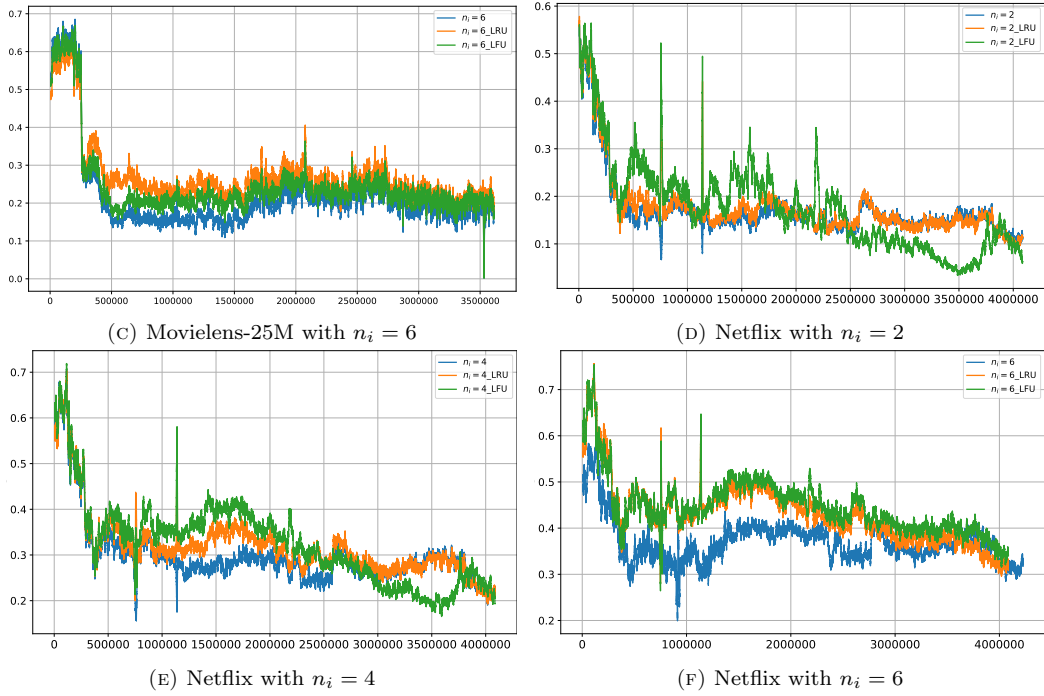 0.7
0.6
0.5
0.4
0.3
0.2
0.1
0.0
0 500000 1000000 1500000 2000000 2500000 3000000 3500000
n_i = 6
n_i = 6_LRU
n_i = 6_LFU
(C) Movielens-25M with n_i = 6
0.6
0.5
0.4
0.3
0.2
0.1
0 500000 1000000 1500000 2000000 2500000 3000000 3500000 4000000
n_i = 2
n_i = 2_LRU
n_i = 2_LFU
(D) Netflix with n_i = 2
0.7
0.6
0.5
0.4
0.3
0.2
0 500000 1000000 1500000 2000000 2500000 3000000 3500000 4000000
n_i = 4
n_i = 4_LRU
n_i = 4_LFU
(E) Netflix with n_i = 4
0.7
0.6
0.5
0.4
0.3
0.2
0 1000000 2000000 3000000 4000000
n_i = 6
n_i = 6_LRU
n_i = 6_LFU
(F) Netflix with n_i = 6